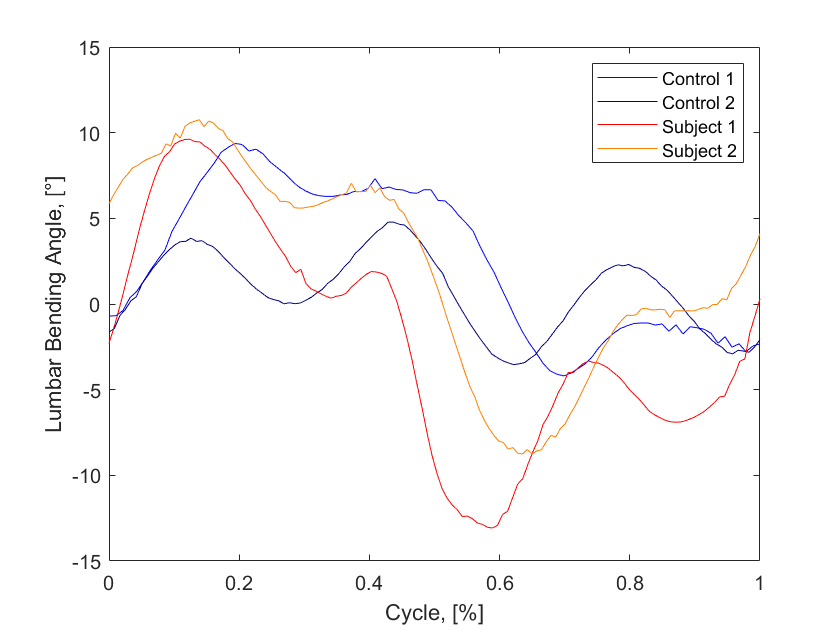 15
10
5
0
-5
-10
-15
Lumbar Bending Angle, [°]
Control 1
Control 2
Subject 1
Subject 2
0 0.2 0.4 0.6 0.8 1
Cycle, [%]